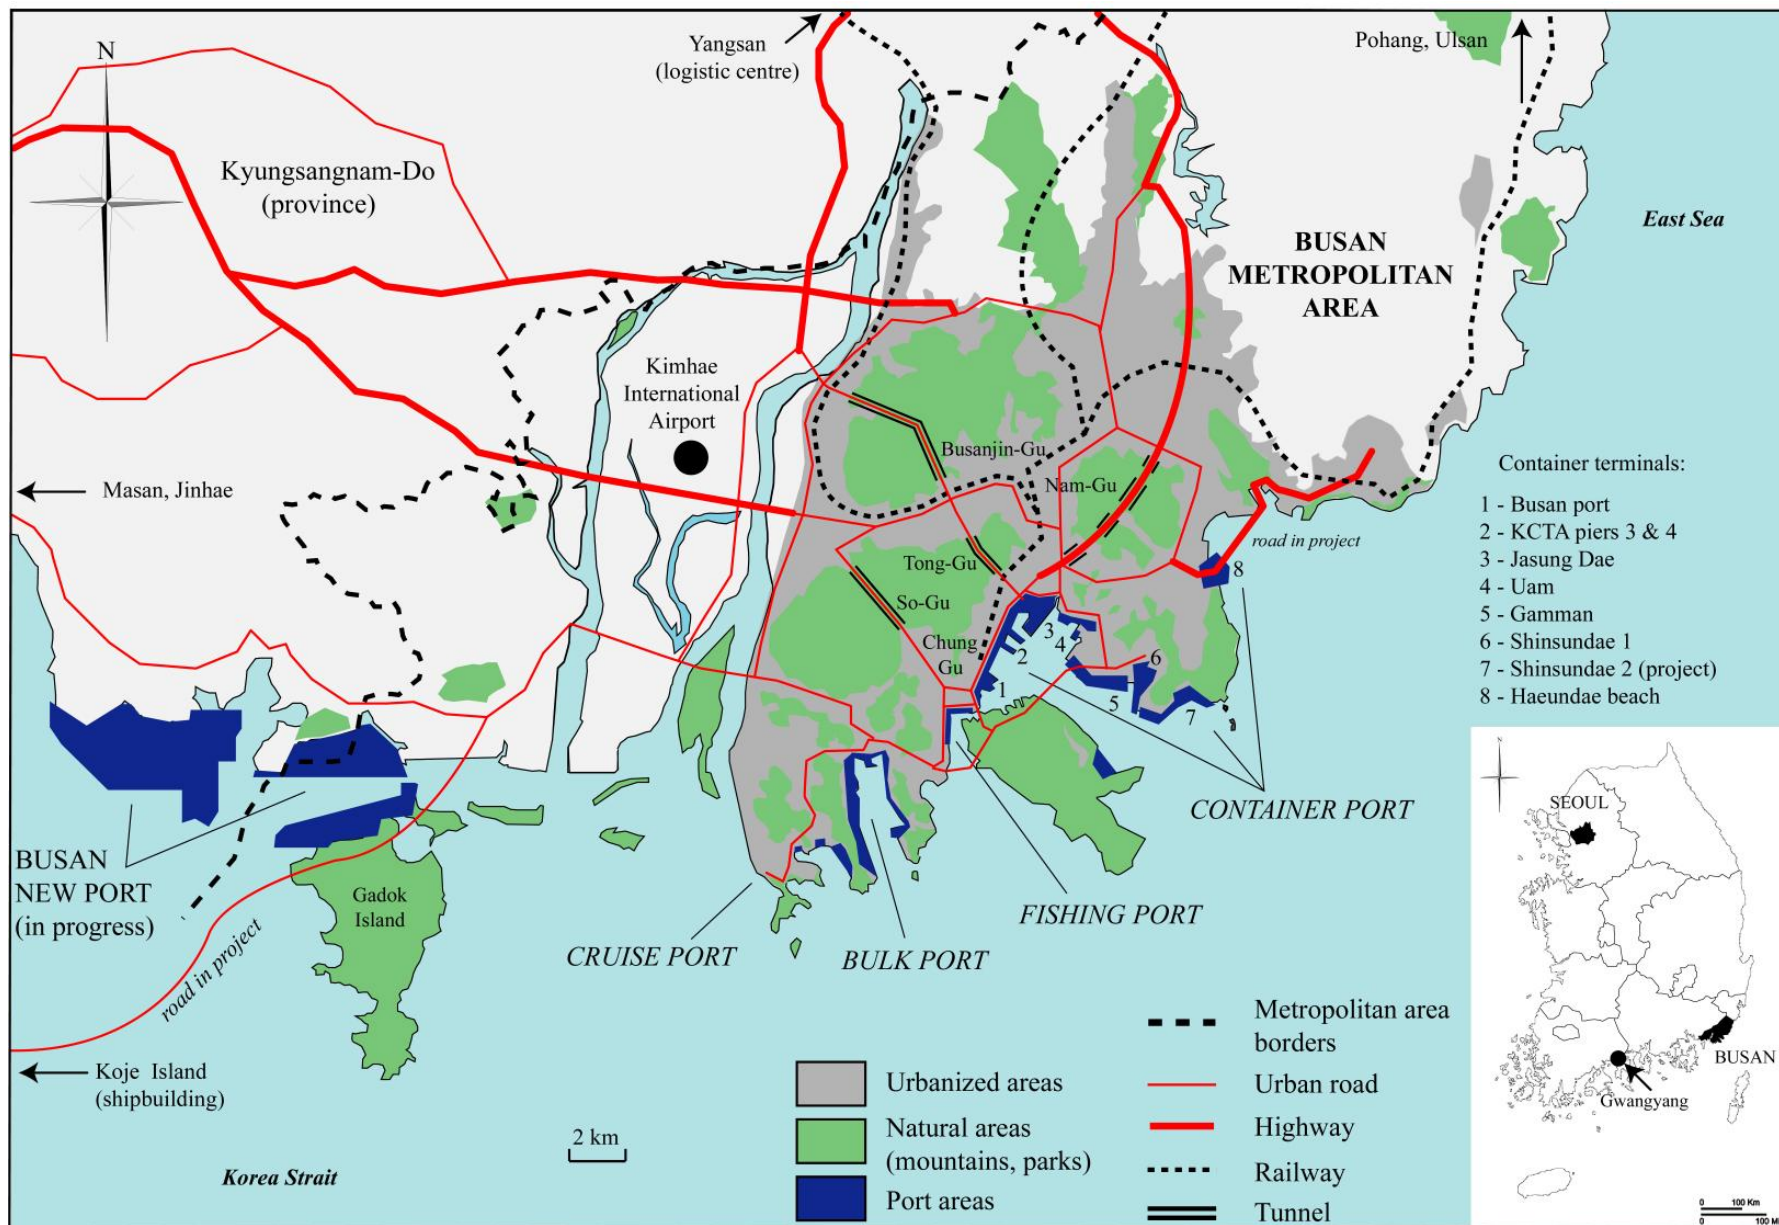 N
Yangsan
(logistic centre)
Pohang, Ulsan
Kyungsangnam-Do
(province)
East Sea
BUSAN
METROPOLITAN
AREA
Kimhae
International
Airport
Busanjin-Gu
Nam-Gu
Masan, Jinhae
Tong-Gu
So-Gu
Chung
Gu
road in project
1
2
3
4
5
6
7
8
Container terminals:
1 - Busan port
2 - KCTA piers 3 & 4
3 - Jasung Dae
4 - Uam
5 - Gamman
6 - Shinsundae 1
7 - Shinsundae 2 (project)
8 - Haeundae beach
CONTAINER PORT
FISHING PORT
BULK PORT
CRUISE PORT
BUSAN
NEW PORT
(in progress)
Gadok
Island
road in project
Koje Island
(shipbuilding)
Korea Strait
2 km
Urbanized areas
Natural areas
(mountains, parks)
Port areas
Metropolitan area
borders
Urban road
Highway
Railway
Tunnel
SEOUL
BUSAN
Gwangyang
100 Km
100 Mi